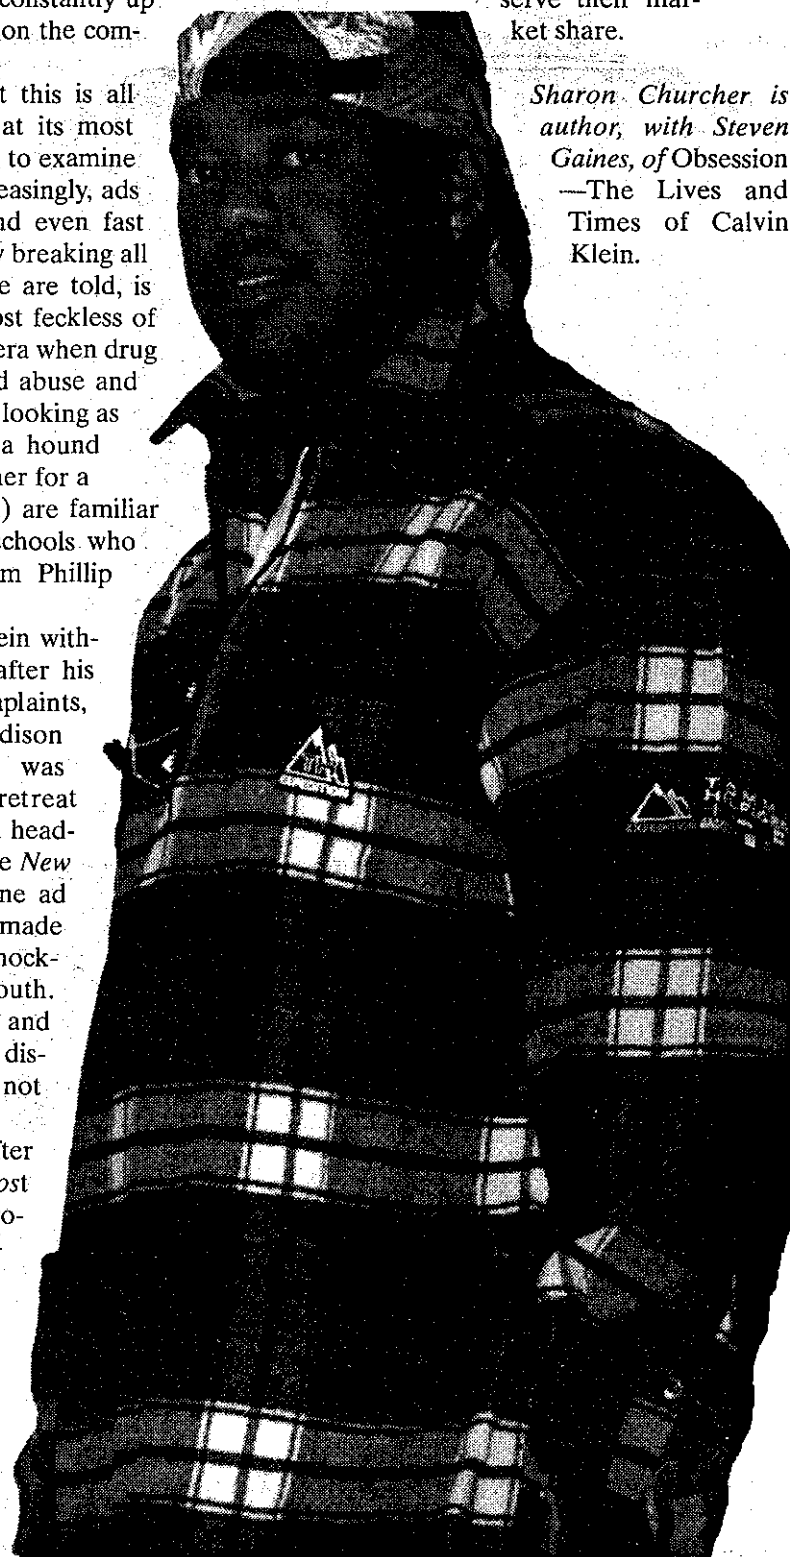 constantly up
on the com-
t this is all
at its most
to examine
easingly, ads
nd even fast
breaking all
e are told, is
ost feckless of
era when drug
d abuse and
looking as
a hound
her for a
) are familiar
schools who
m Phillip
ein with-
after his
plaints,
dison
was
retreat
head-
e New
ne ad
made
ock-
outh.
and
dis-
not
ter
ost
o-
serve their mar-
ket share.
Sharon Churcher is
author, with Steven
Gaines, of Obsession
—The Lives and
Times of Calvin
Klein.